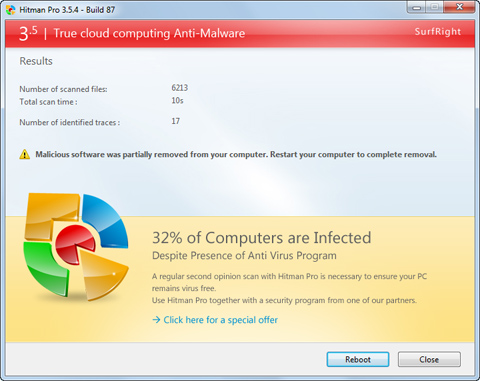 Hitman Pro 3.5.4 - Build 87
3.5 | True cloud computing Anti-Malware SurfRight
Results
Number of scanned files: 6213
Total scan time : 10s
Number of identified traces : 17
Malicious software was partially removed from your computer. Restart your computer to complete removal.
32% of Computers are Infected
Despite Presence of Anti Virus Program
A regular second opinion scan with Hitman Pro is necessary to ensure your PC
remains virus free.
Use Hitman Pro together with a security program from one of our partners.
→ Click here for a special offer
Reboot Close